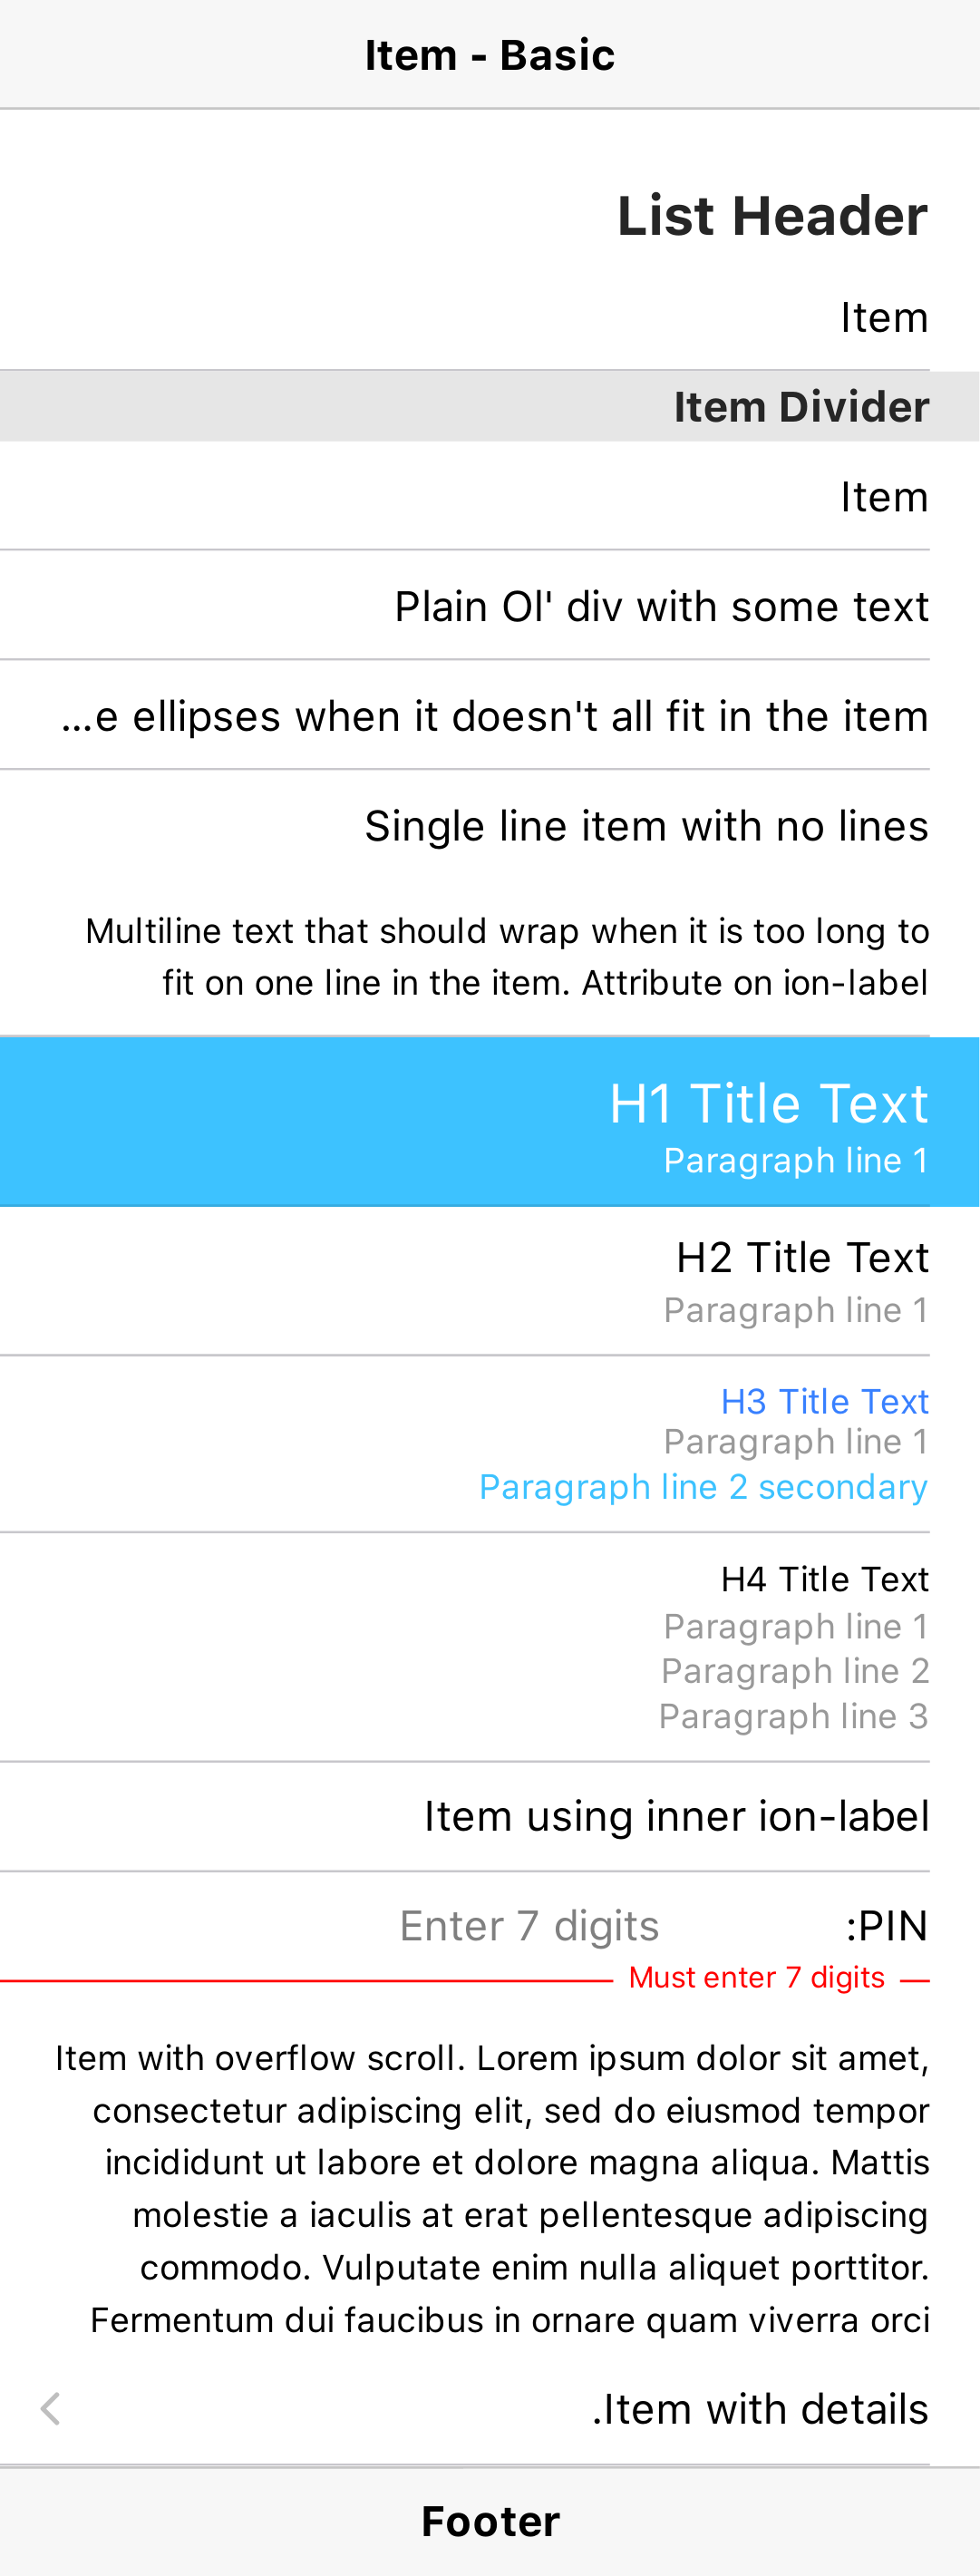 Item - Basic
List Header
Item
Item Divider
Item
Plain Ol' div with some text
...e ellipses when it doesn't all fit in the item
Single line item with no lines
Multiline text that should wrap when it is too long to
fit on one line in the item. Attribute on ion-label
H1 Title Text
Paragraph line 1
H2 Title Text
Paragraph line 1
H3 Title Text
Paragraph line 1
Paragraph line 2 secondary
H4 Title Text
Paragraph line 1
Paragraph line 2
Paragraph line 3
Item using inner ion-label
:PIN Enter 7 digits
Must enter 7 digits
Item with overflow scroll. Lorem ipsum dolor sit amet,
consectetur adipiscing elit, sed do eiusmod tempor
incididunt ut labore et dolore magna aliqua. Mattis
molestie a iaculis at erat pellentesque adipiscing
commodo. Vulputate enim nulla aliquet porttitor.
Fermentum dui faucibus in ornare quam viverra orci
.Item with details
Footer